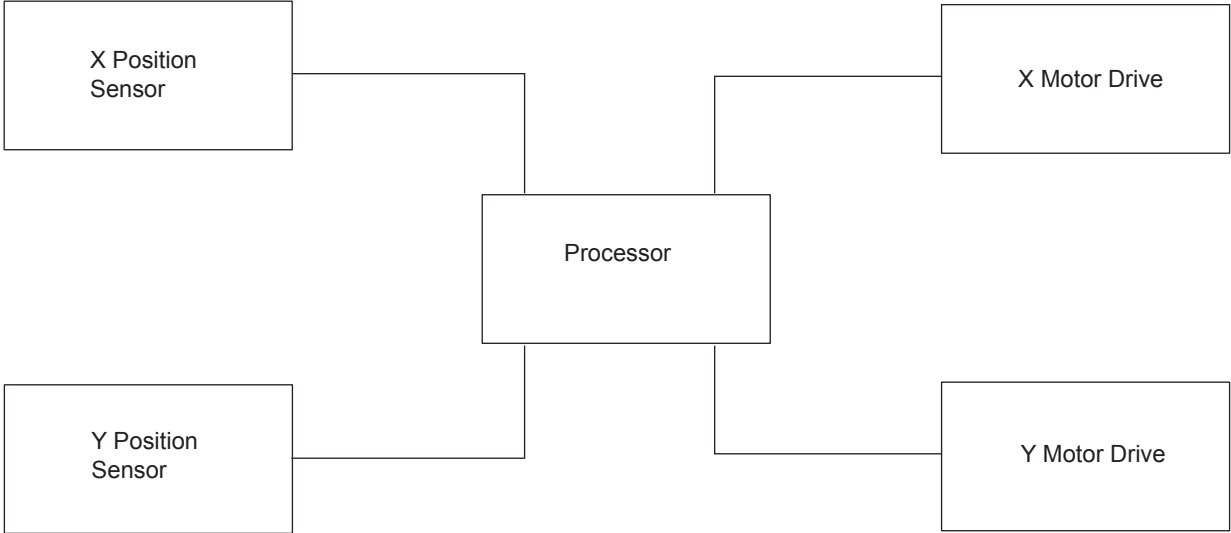 X Position
Sensor
X Motor Drive
Processor
Y Position
Sensor
Y Motor Drive